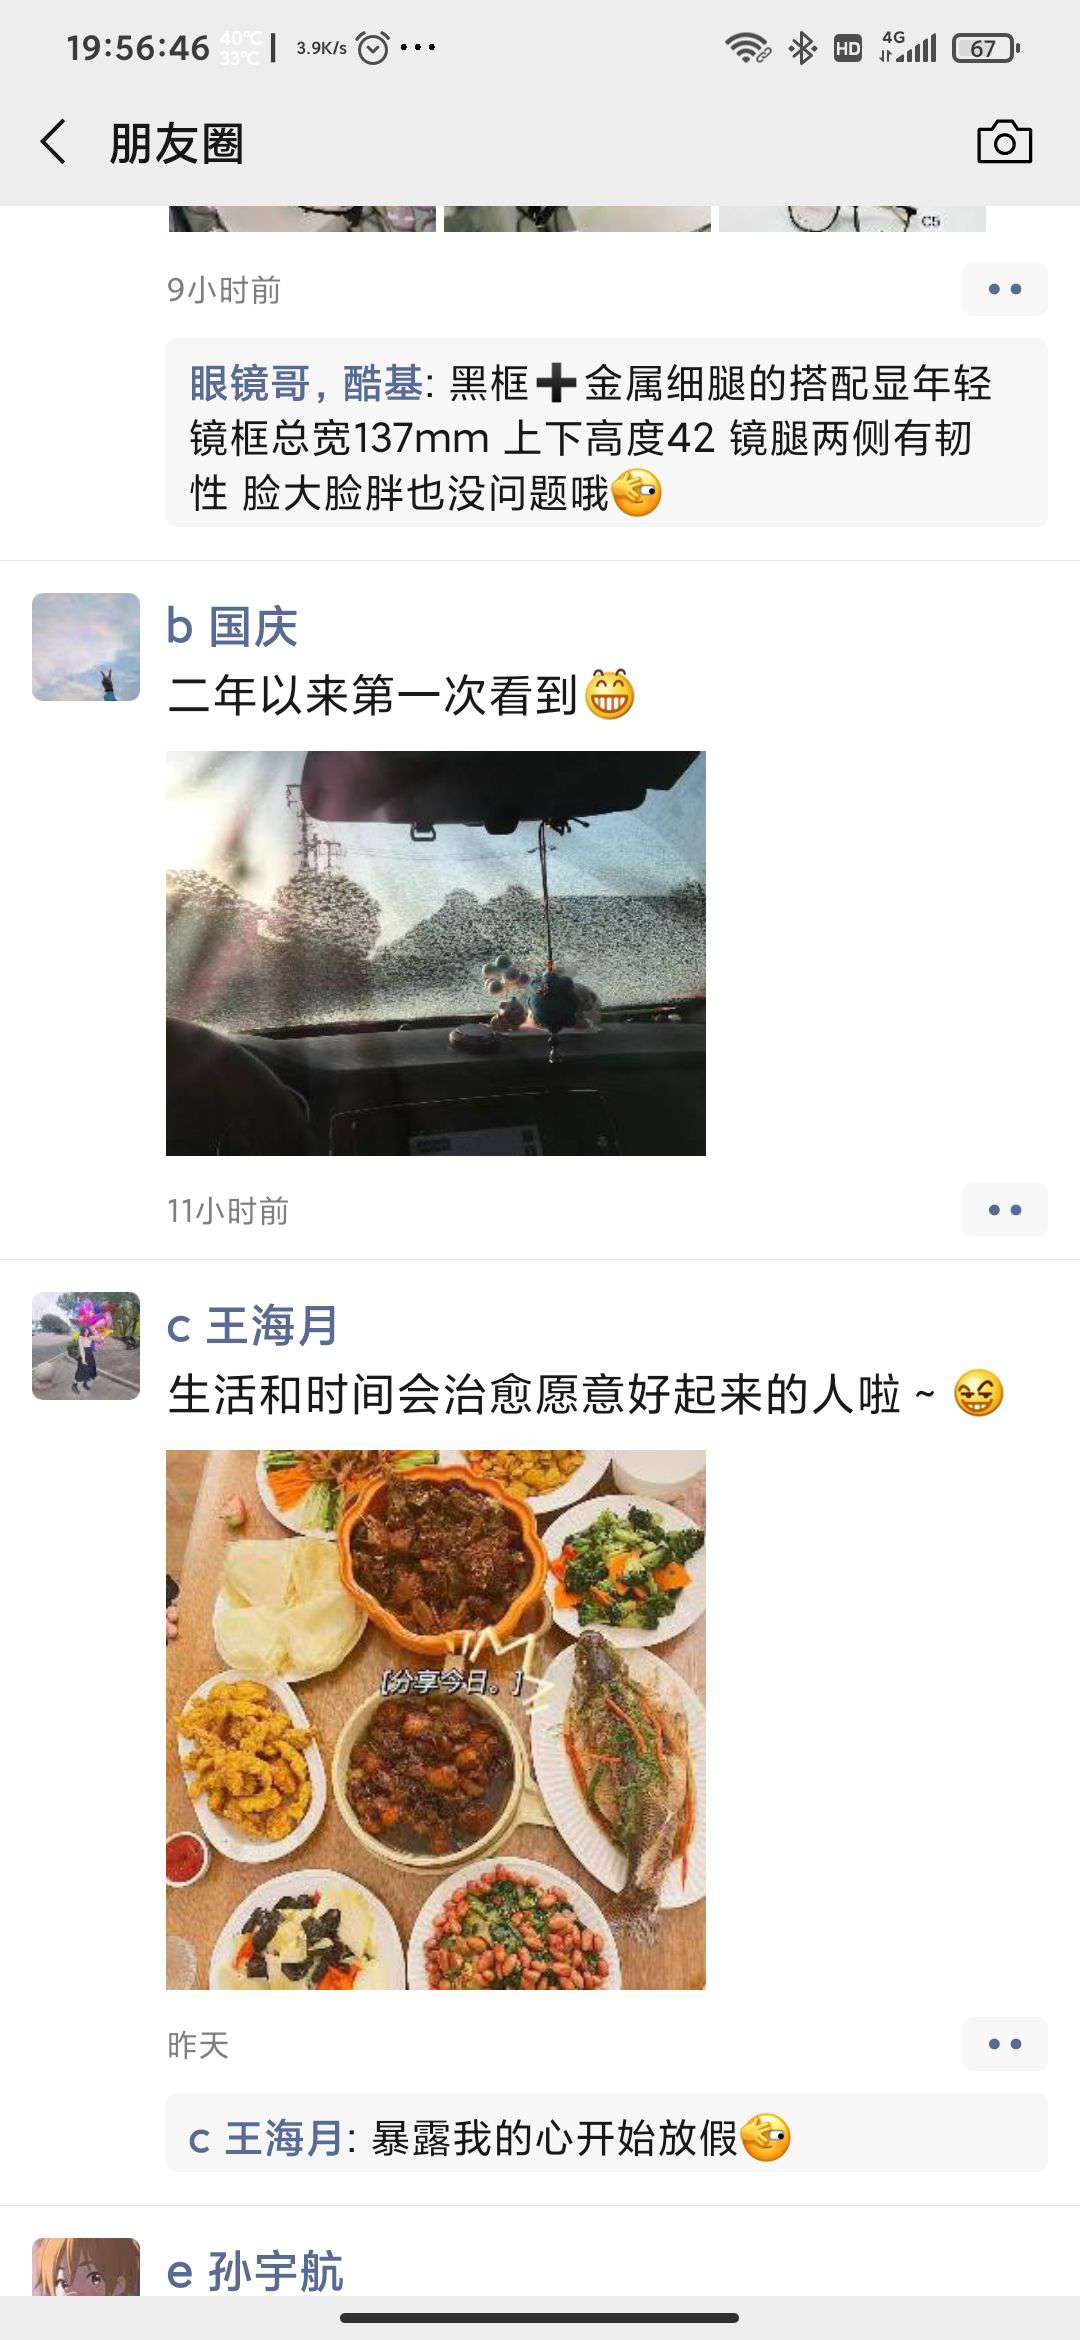 19:56:46 40℃ 33℃ 3.9K/s HD 4G 67
朋友圈
C5
9小时前
眼镜哥, 酷基: 黑框➕金属细腿的搭配显年轻
镜框总宽137mm 上下高度42 镜腿两侧有韧
性 脸大脸胖也没问题哦
b 国庆
二年以来第一次看到😁
11小时前
c 王海月
生活和时间会治愈愿意好起来的人啦 ~
[分享今日。]
昨天
c 王海月: 暴露我的心开始放假
e 孙宇航